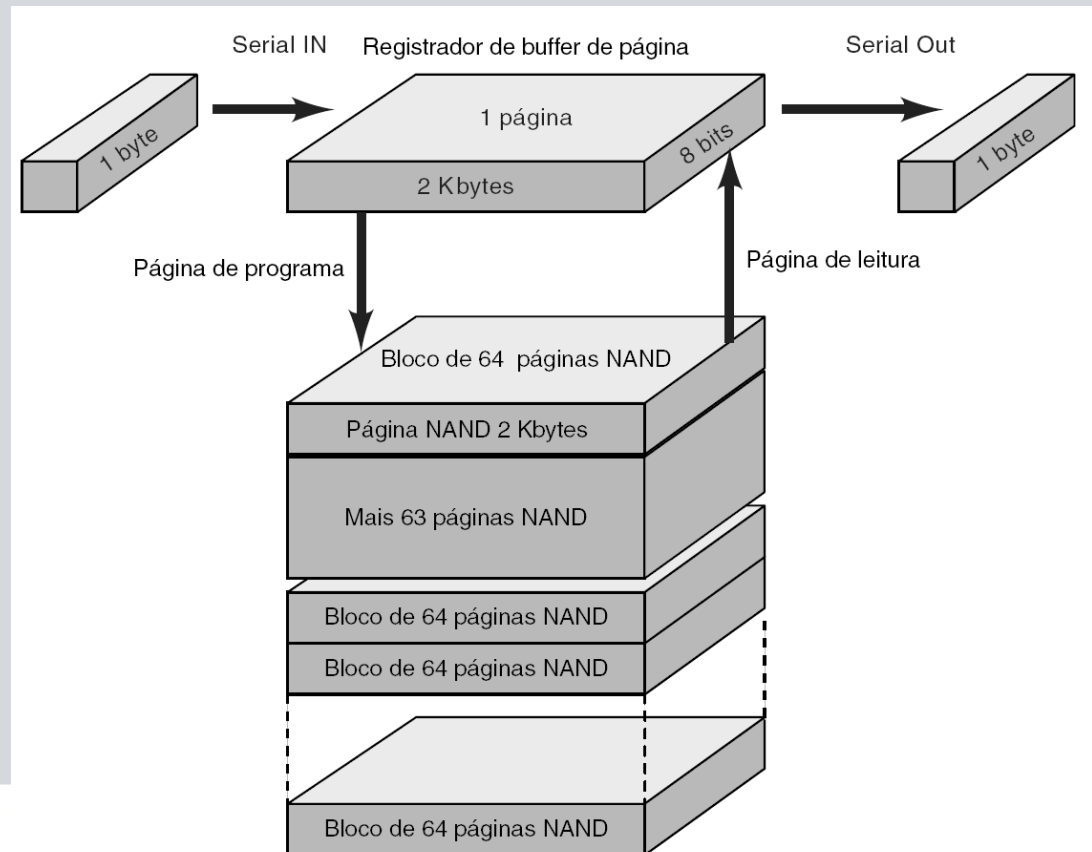 Serial IN
Registrador de buffer de página
Serial Out
1 byte
1 página
8 bits
2 Kbytes
1 byte
Página de programa
Página de leitura
Bloco de 64 páginas NAND
Página NAND 2 Kbytes
Mais 63 páginas NAND
Bloco de 64 páginas NAND
Bloco de 64 páginas NAND
Bloco de 64 páginas NAND